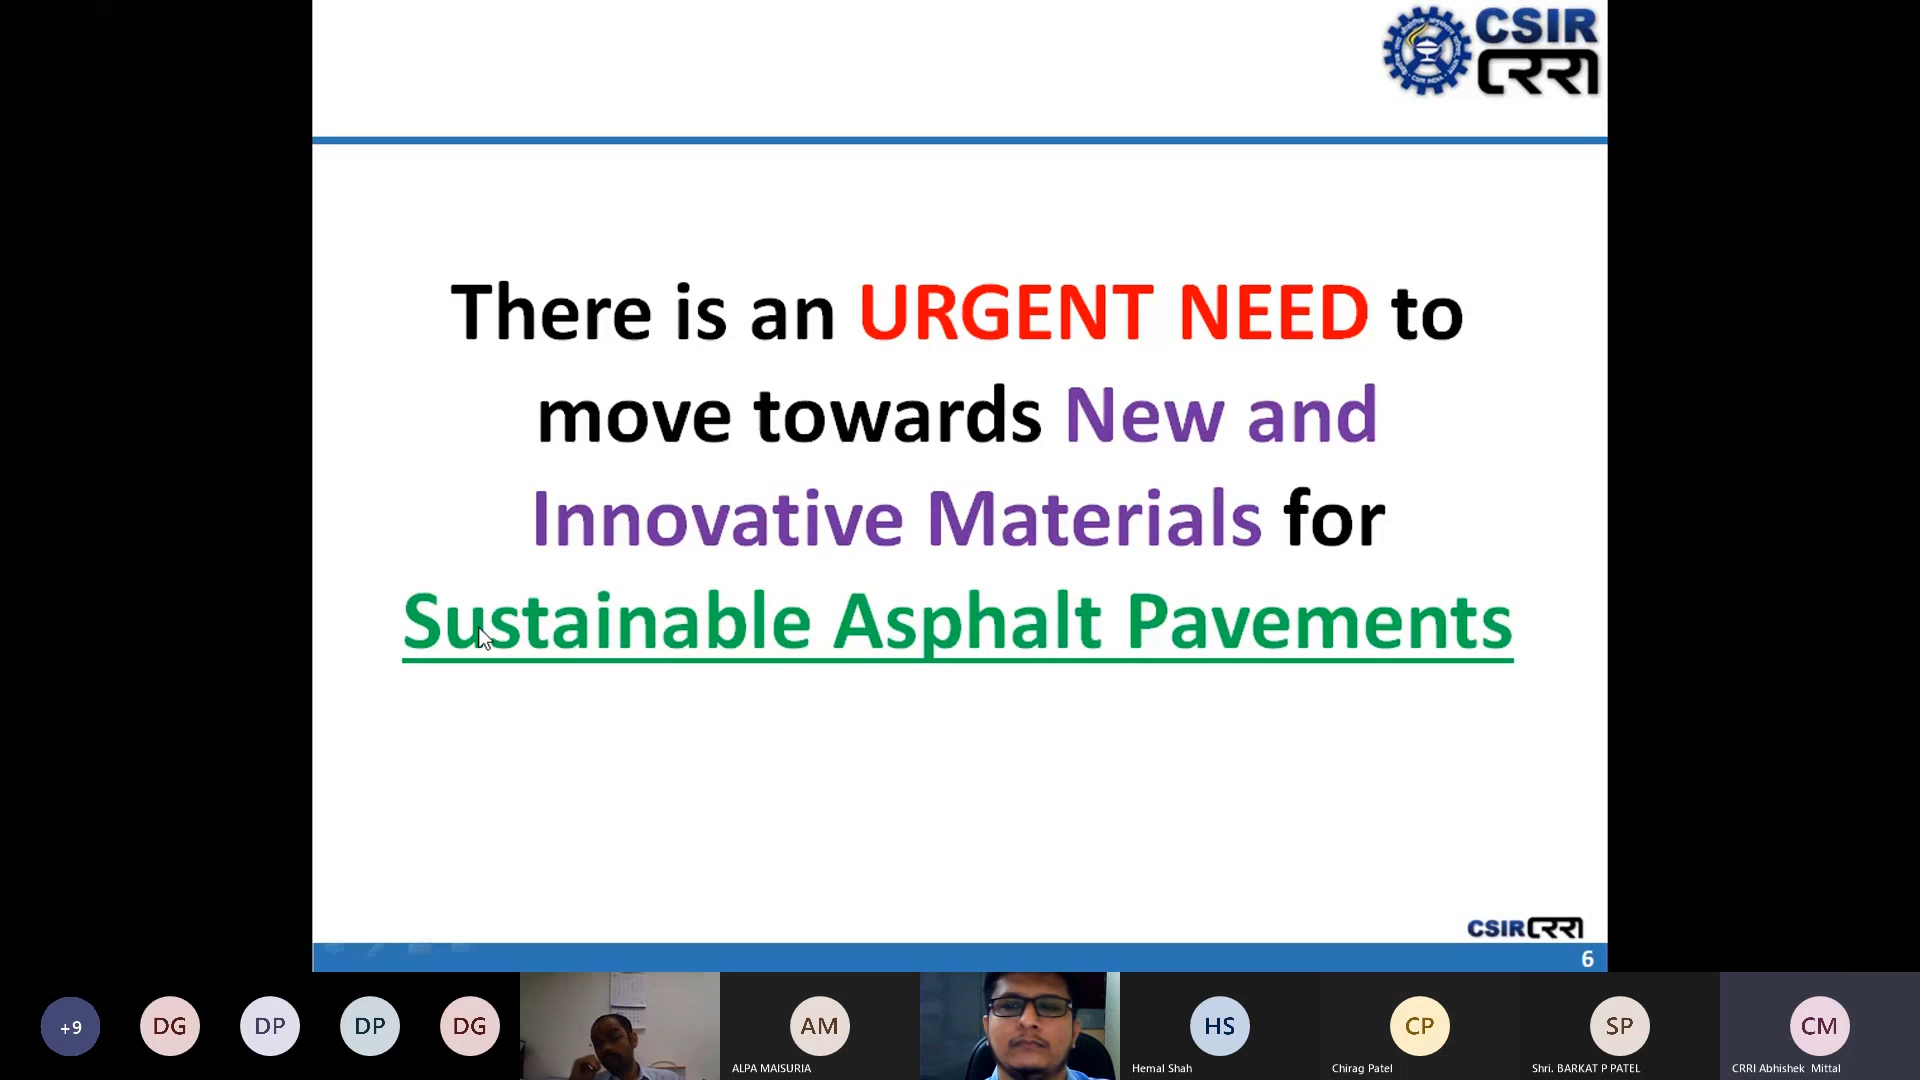 CSIR
CRRI
There is an URGENT NEED to
move towards New and
Innovative Materials for
Sustainable Asphalt Pavements
CSIR CRRI
6
+9
DG
DP
DP
DG
AM
ALPA MAISURIA
HS
Hemal Shah
CP
Chirag Patel
SP
Shri. BARKAT P PATEL
CM
CRRI Abhishek Mittal